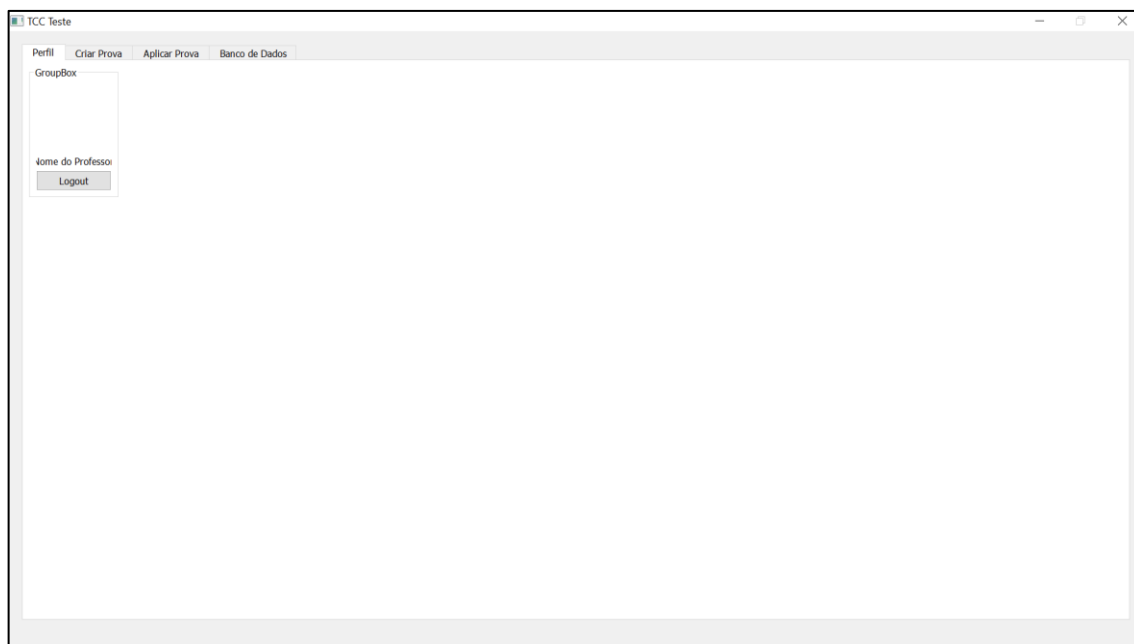 TCC Teste
Perfil Criar Prova Aplicar Prova Banco de Dados
GroupBox
Nome do Professor
Logout